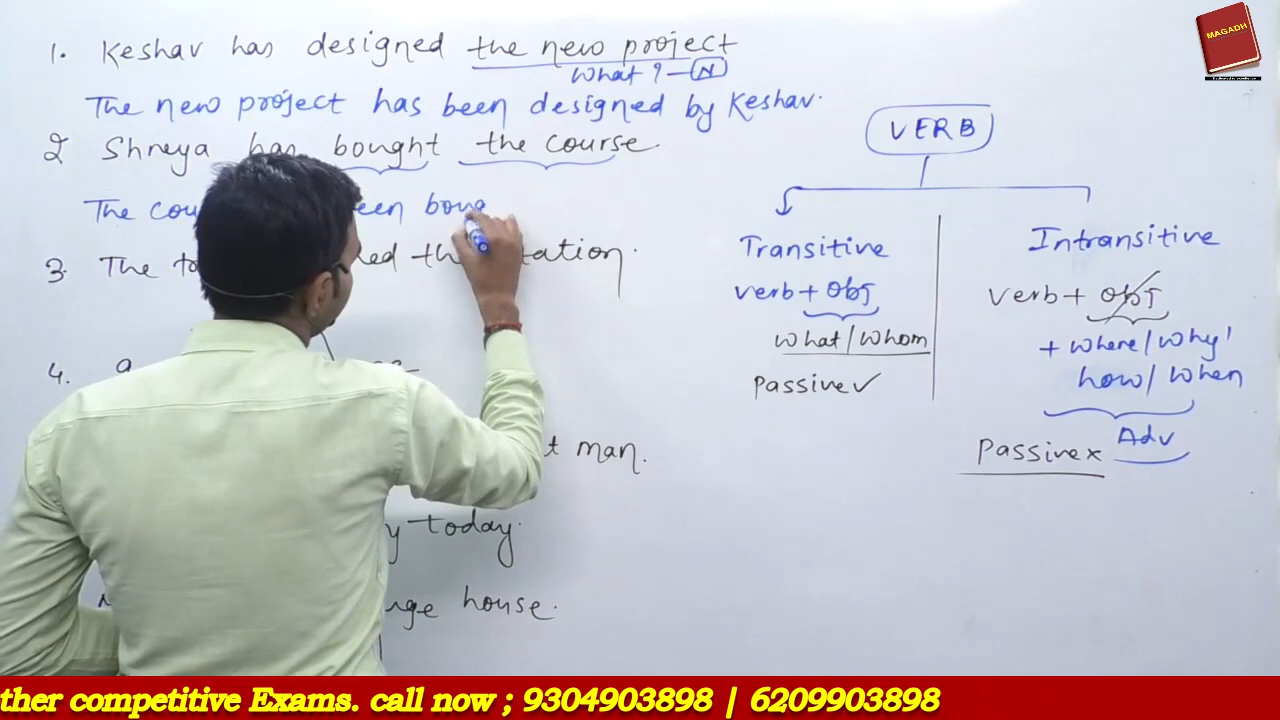 1. Keshav has designed the new project
What ? — N
The new project has been designed by Keshav.
2 Shreya has bought the course.
The cou een boug
3. The to ed th tation.
4.
t man.
y today.
house.
VERB
Transitive
verb + obj
what/whom
Passive ✓
Intransitive
verb + obj
+ where/why/
how/when
Adv
Passive x
MAGADH
ther competitive Exams. call now ; 9304903898 | 6209903898